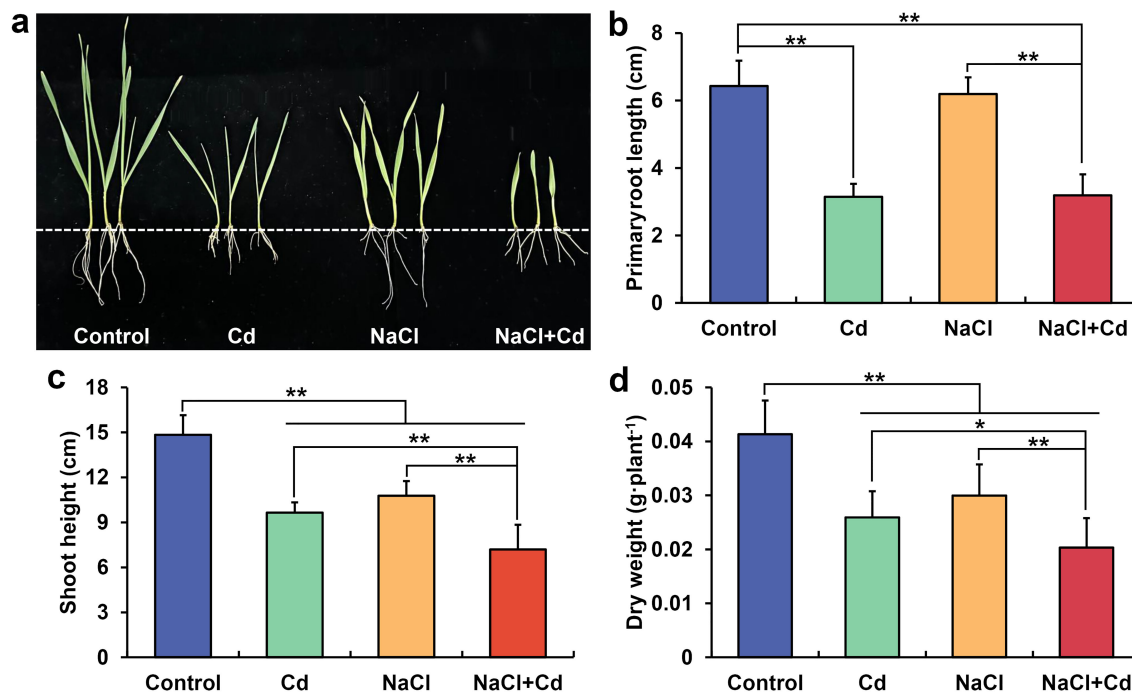 a
Control Cd NaCl NaCl+Cd
b
Primary root length (cm)
8
6
4
2
0
**
**
**
Control Cd NaCl NaCl+Cd
c
Shoot height (cm)
18
15
12
9
6
3
0
**
**
**
Control Cd NaCl NaCl+Cd
d
Dry weight (g·plant⁻¹)
0.05
0.04
0.03
0.02
0.01
0
**
*
**
Control Cd NaCl NaCl+Cd